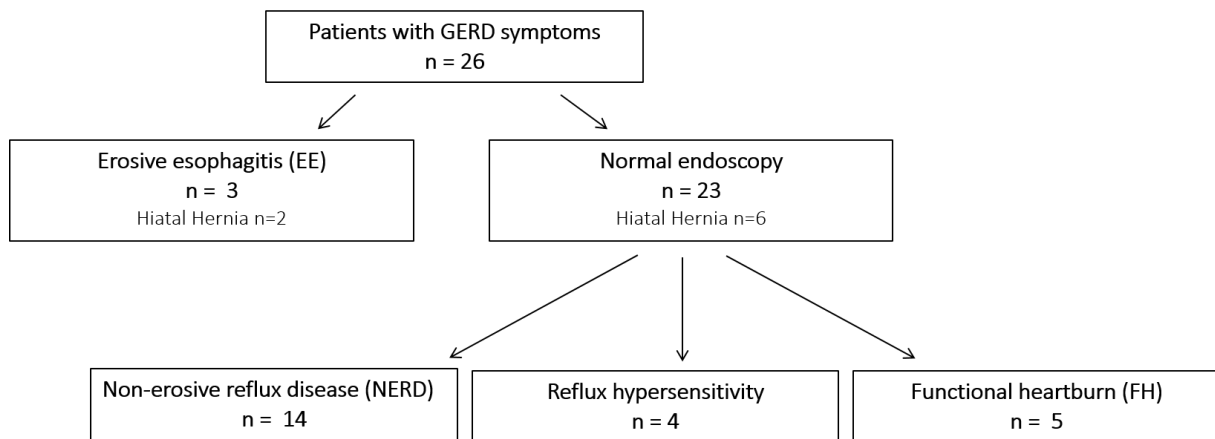 Patients with GERD symptoms
n = 26
Erosive esophagitis (EE)
n = 3
Hiatal Hernia n=2
Normal endoscopy
n = 23
Hiatal Hernia n=6
Non-erosive reflux disease (NERD)
n = 14
Reflux hypersensitivity
n = 4
Functional heartburn (FH)
n = 5